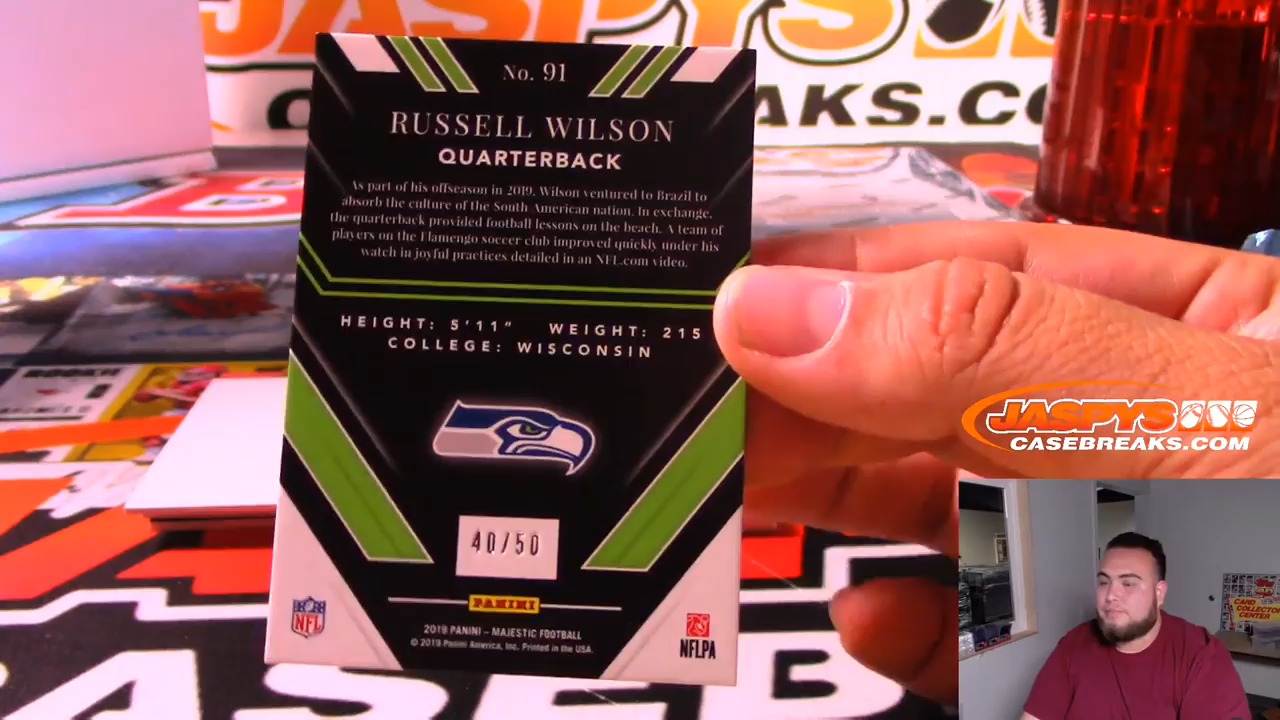 JASPYS
No. 91
RUSSELL WILSON
QUARTERBACK
As part of his offseason in 2019, Wilson ventured to Brazil to
absorb the culture of the South American nation. In exchange,
the quarterback provided football lessons on the beach. A team of
players on the Flamengo soccer club improved quickly under his
watch in joyful practices detailed in an NFL.com video.
HEIGHT: 5'11" WEIGHT: 215
COLLEGE: WISCONSIN
40/50
PANINI
NFL
NFLPA
2019 PANINI – MAJESTIC FOOTBALL
© 2019 Panini America, Inc. Printed in the USA.
JASPYS
CASEBREAKS.COM
CARD
COLLECTOR
CENTER